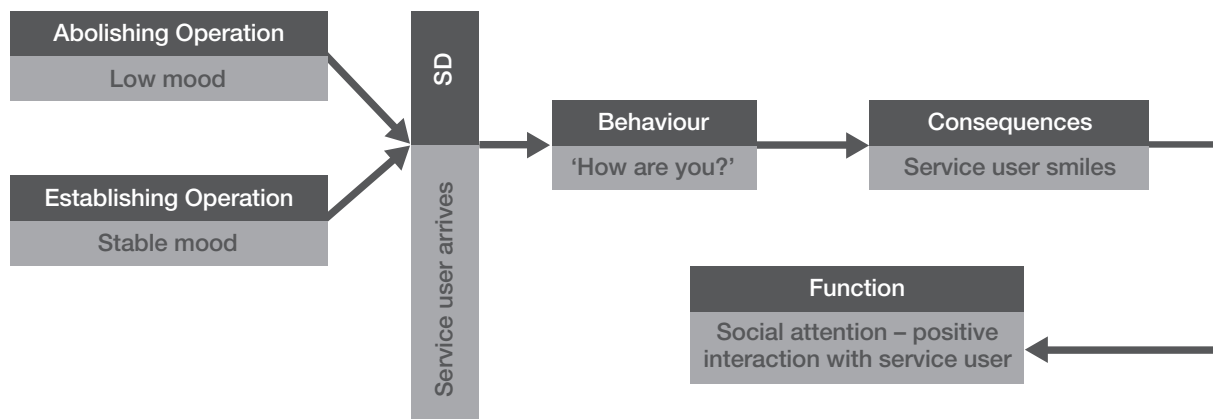 Abolishing Operation
Low mood
Establishing Operation
Stable mood
SD
Service user arrives
Behaviour
‘How are you?’
Consequences
Service user smiles
Function
Social attention – positive
interaction with service user